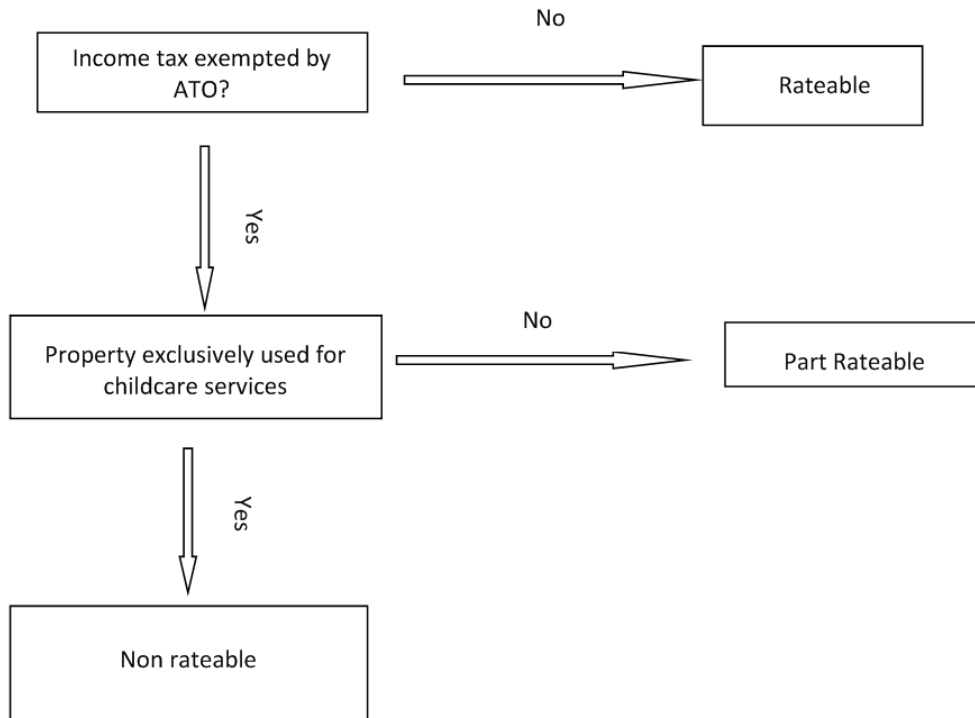 No
Income tax exempted by
ATO?
Rateable
Yes
No
Property exclusively used for
childcare services
Part Rateable
Yes
Non rateable